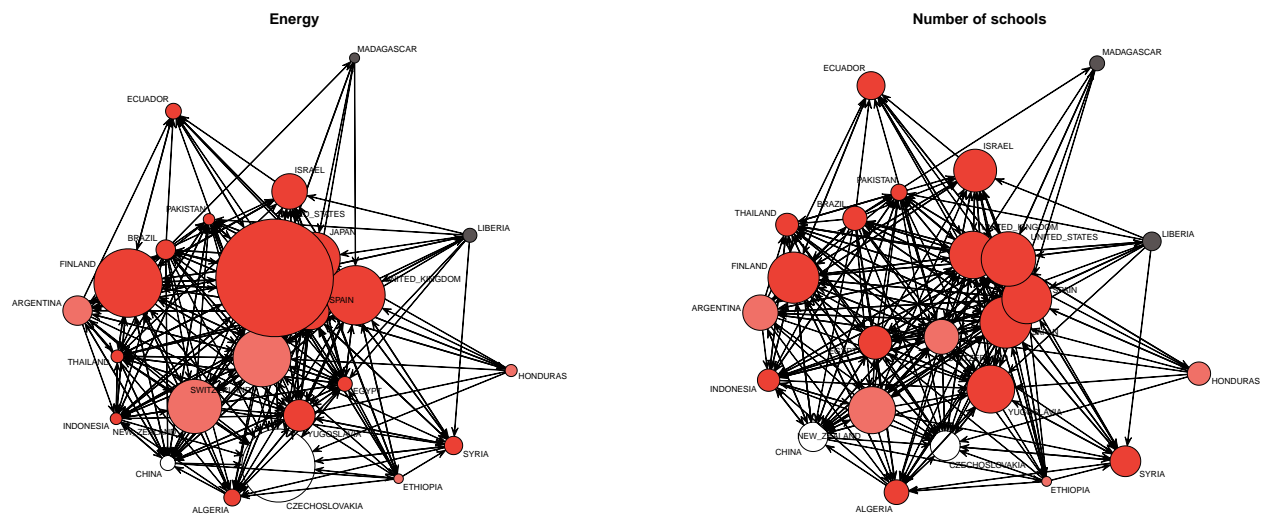 Energy
MADAGASCAR
ECUADOR
ISRAEL
PAKISTAN
LIBERIA
BRAZIL
JAPAN
FINLAND
UNITED_KINGDOM
ARGENTINA
SPAIN
THAILAND
HONDURAS
EGYPT
INDONESIA
YUGOSLAVIA
SYRIA
CHINA
ETHIOPIA
CZECHOSLOVAKIA
ALGERIA
Number of schools
MADAGASCAR
ECUADOR
ISRAEL
PAKISTAN
THAILAND
BRAZIL
UNITED_KINGDOM
LIBERIA
UNITED_STATES
FINLAND
SPAIN
ARGENTINA
HONDURAS
INDONESIA
YUGOSLAVIA
NEW_ZEALAND
CHINA
CZECHOSLOVAKIA
SYRIA
ETHIOPIA
ALGERIA